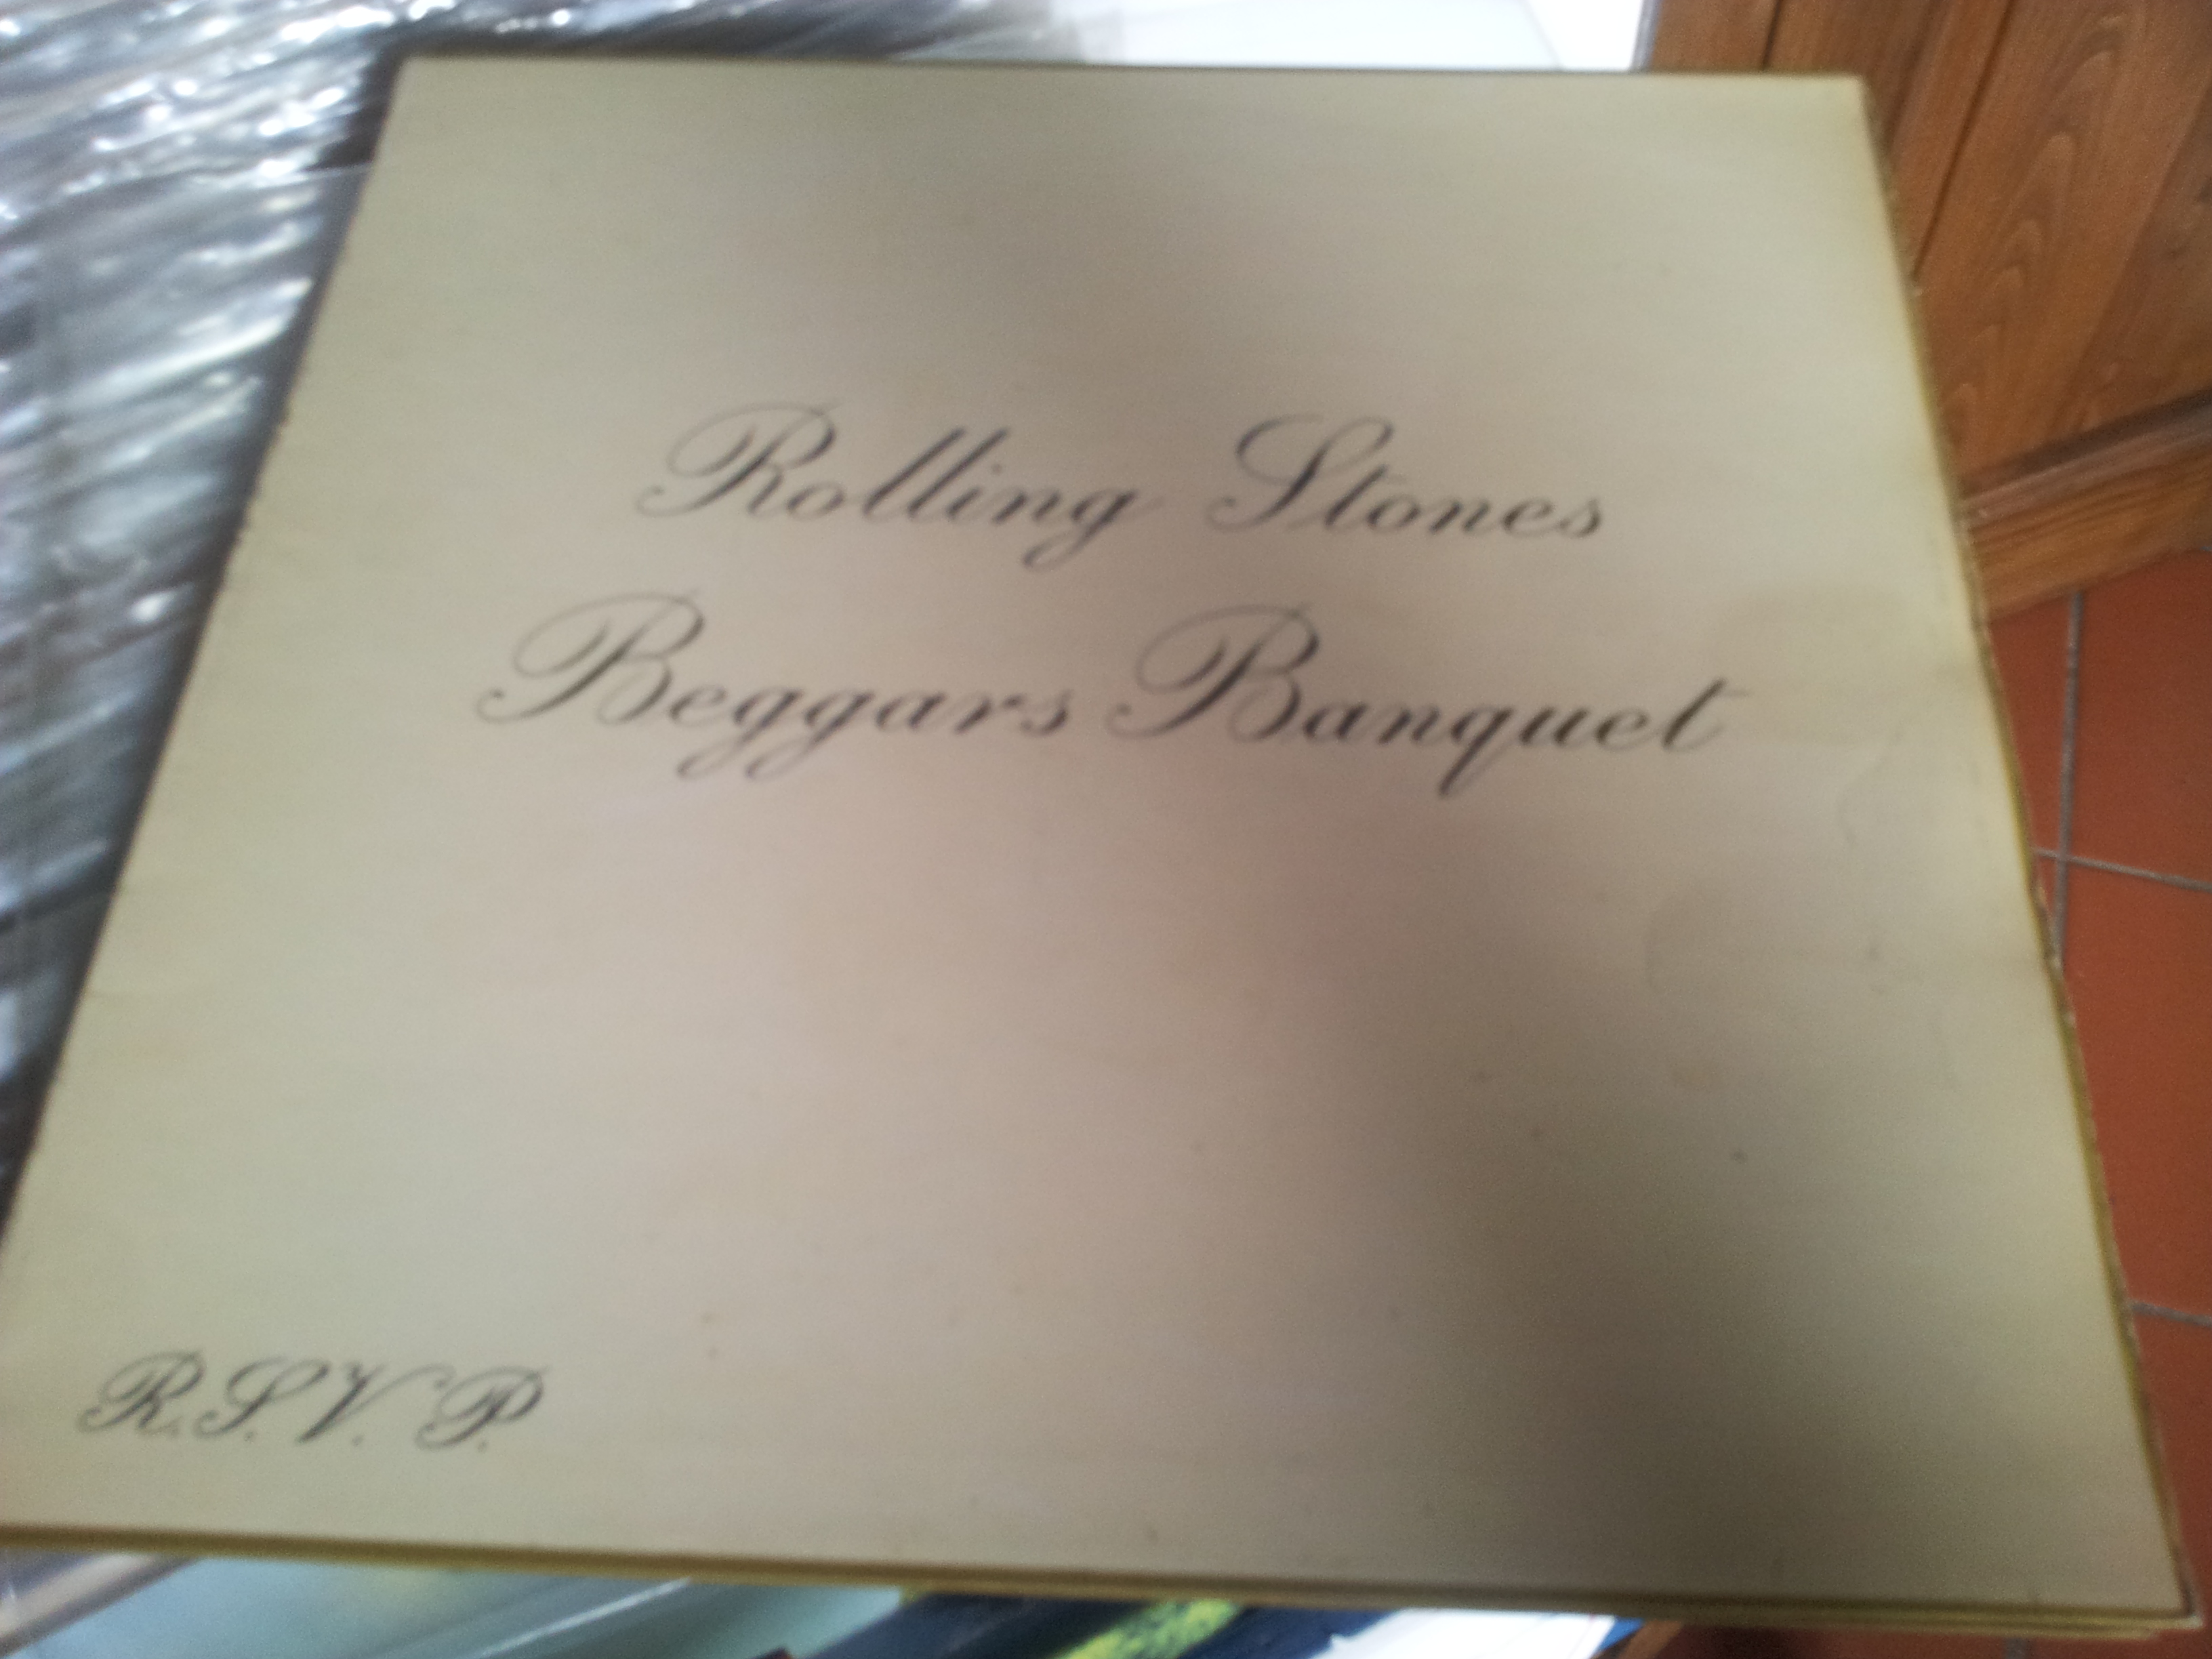 Rolling Stones
Beggars Banquet
R.S.V.P.